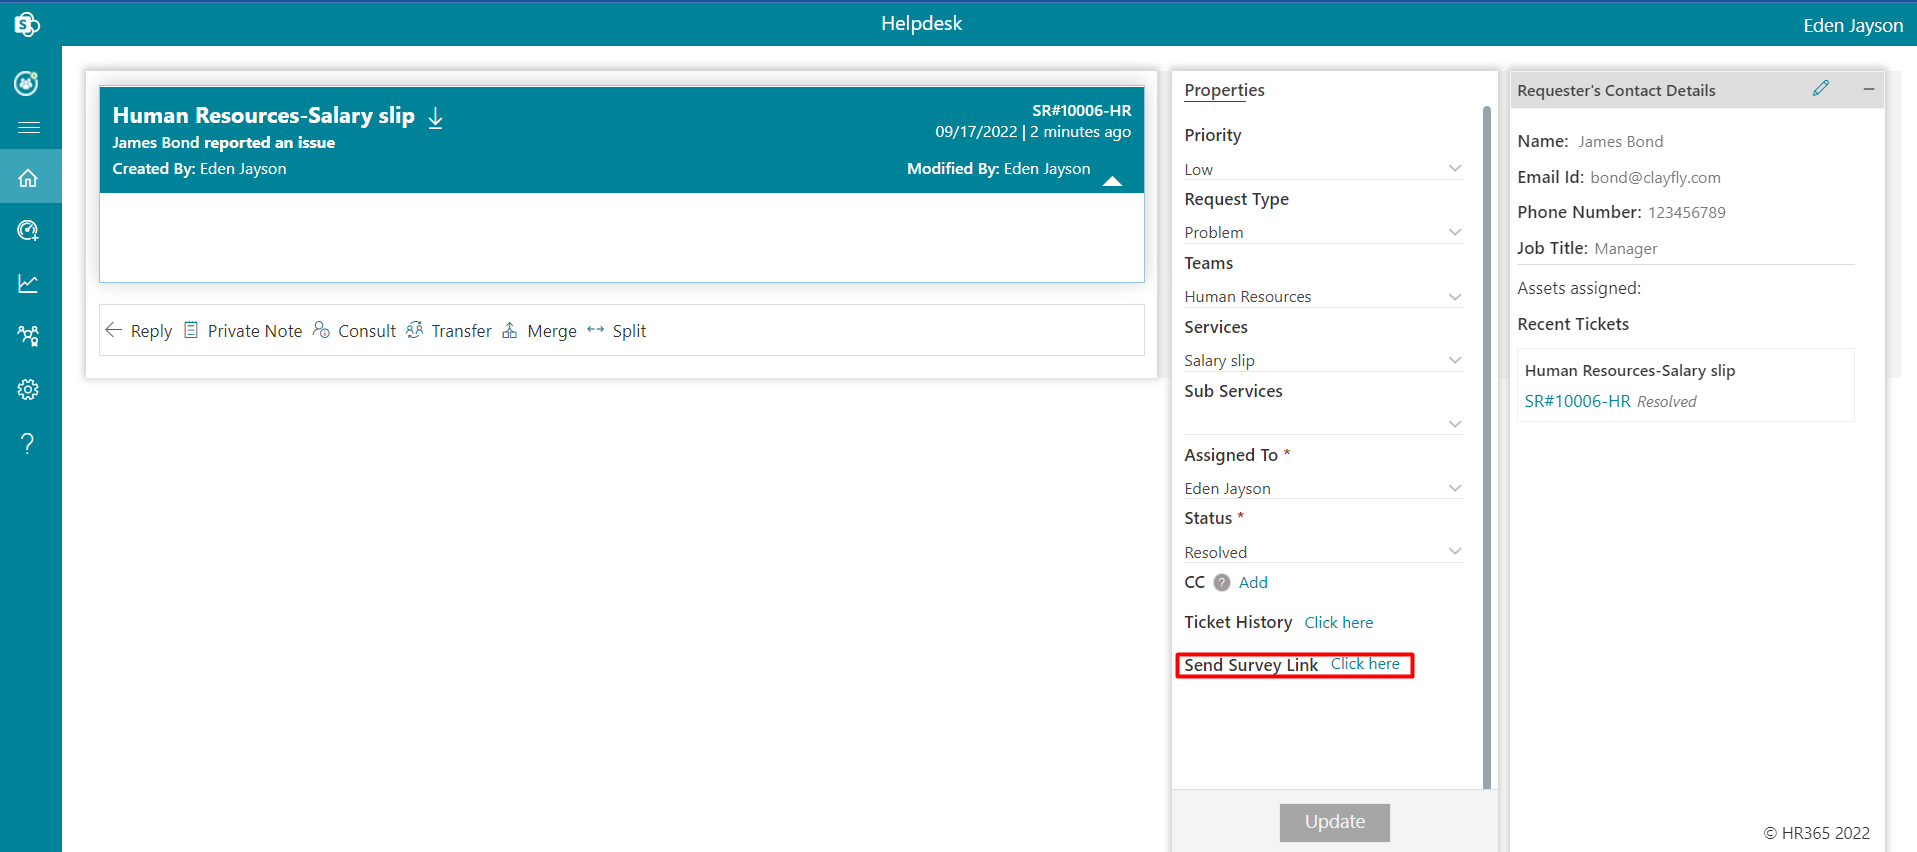 Helpdesk
Eden Jayson
Human Resources-Salary slip
SR#10006-HR
James Bond reported an issue
09/17/2022 | 2 minutes ago
Created By: Eden Jayson
Modified By: Eden Jayson
Reply Private Note Consult Transfer Merge Split
Properties
Priority
Low
Request Type
Problem
Teams
Human Resources
Services
Salary slip
Sub Services
Assigned To *
Eden Jayson
Status *
Resolved
CC ? Add
Ticket History Click here
Send Survey Link Click here
Update
Requester's Contact Details
Name: James Bond
Email Id: bond@clayfly.com
Phone Number: 123456789
Job Title: Manager
Assets assigned:
Recent Tickets
Human Resources-Salary slip
SR#10006-HR Resolved
© HR365 2022